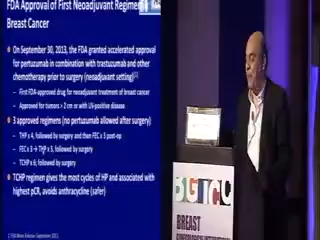 FDA Approval of First Neoadjuvant Regimen
Breast Cancer
On September 30, 2013, the FDA granted accelerated approval
for pertuzumab in combination with trastuzumab and other
chemotherapy prior to surgery (neoadjuvant setting)
– First FDA-approved drug for neoadjuvant treatment of breast cancer
– Approved for tumors > 2 cm or with LN-positive disease
3 approved regimens (no pertuzumab allowed after surgery)
– THP x 4, followed by surgery and then FEC x 3 post-op
– FEC x 3 → THP x 3, followed by surgery
– TCHP x 6; followed by surgery
TCHP regimen gives the most cycles of HP and associated with
highest pCR, avoids anthracycline (safer)
BREAST